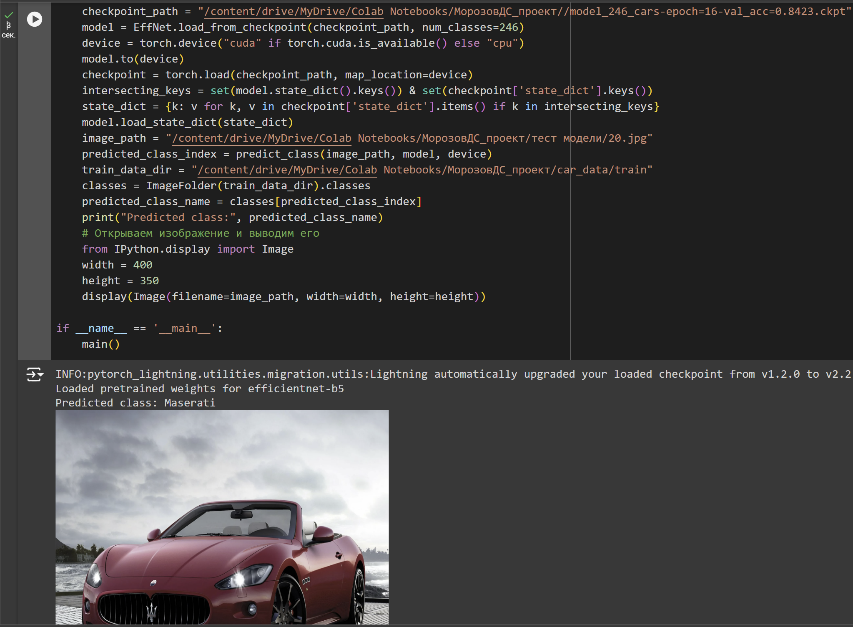 checkpoint_path = "/content/drive/MyDrive/Colab Notebooks/МорозовДС_проект//model_246_cars-epoch=16-val_acc=0.8423.ckpt"
model = EffNet.load_from_checkpoint(checkpoint_path, num_classes=246)
device = torch.device("cuda" if torch.cuda.is_available() else "cpu")
model.to(device)
checkpoint = torch.load(checkpoint_path, map_location=device)
intersecting_keys = set(model.state_dict().keys()) & set(checkpoint['state_dict'].keys())
state_dict = {k: v for k, v in checkpoint['state_dict'].items() if k in intersecting_keys}
model.load_state_dict(state_dict)
image_path = "/content/drive/MyDrive/Colab Notebooks/МорозовДС_проект/тест модели/20.jpg"
predicted_class_index = predict_class(image_path, model, device)
train_data_dir = "/content/drive/MyDrive/Colab Notebooks/МорозовДС_проект/car_data/train"
classes = ImageFolder(train_data_dir).classes
predicted_class_name = classes[predicted_class_index]
print("Predicted class:", predicted_class_name)
# Открываем изображение и выводим его
from IPython.display import Image
width = 400
height = 350
display(Image(filename=image_path, width=width, height=height))
if __name__ == '__main__':
main()
сек.
INFO:pytorch_lightning.utilities.migration.utils:Lightning automatically upgraded your loaded checkpoint from v1.2.0 to v2.2
Loaded pretrained weights for efficientnet-b5
Predicted class: Maserati